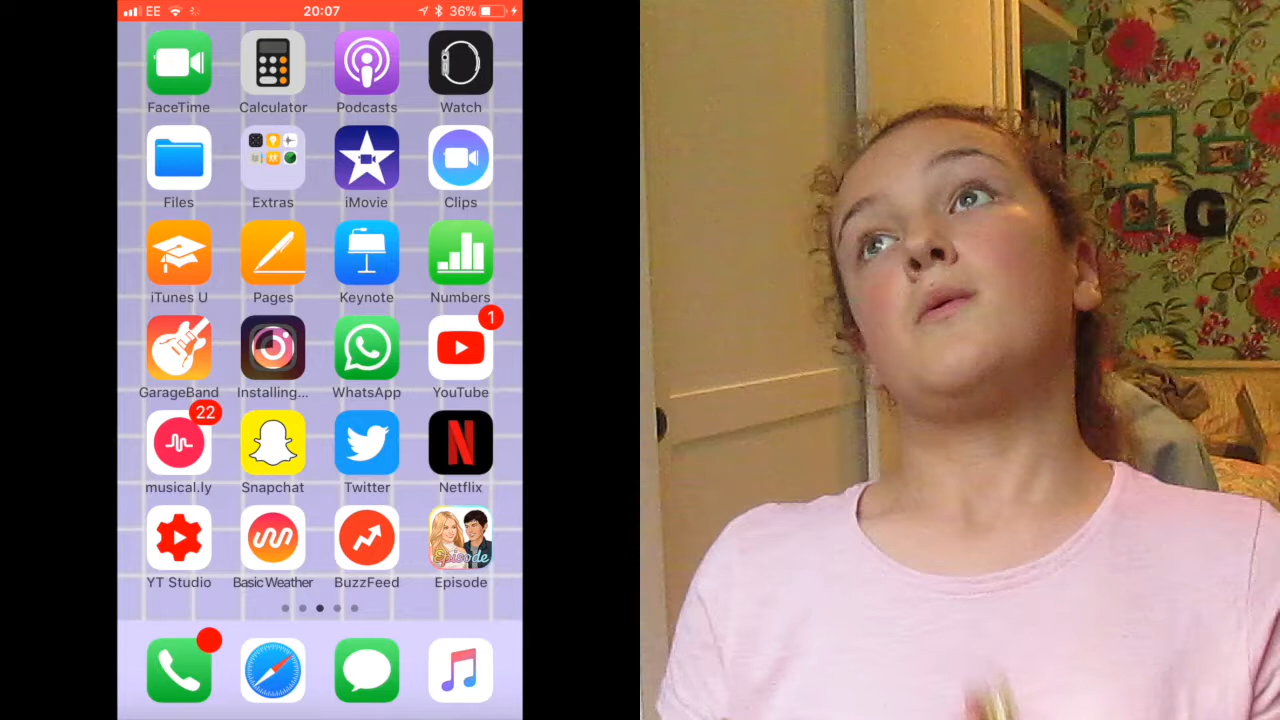 EE 20:07 36%
FaceTime Calculator Podcasts Watch
Files Extras iMovie Clips
iTunes U Pages Keynote Numbers
1
GarageBand Installing... WhatsApp YouTube
22
N
musical.ly Snapchat Twitter Netflix
Episode
YT Studio Basic Weather BuzzFeed Episode
G